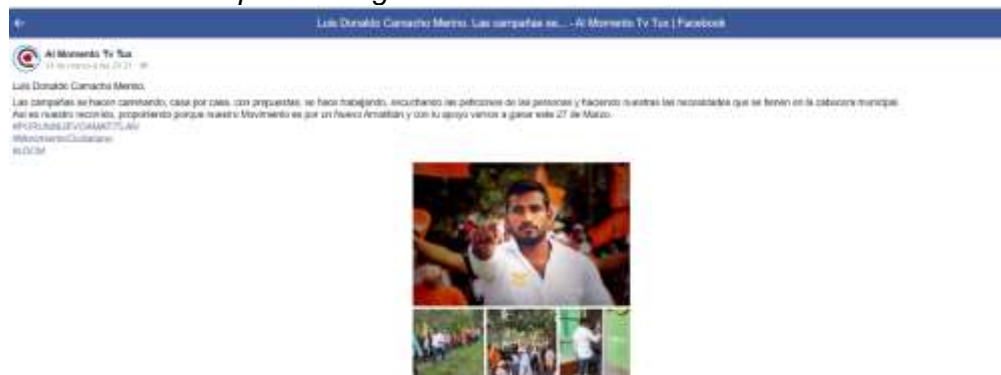 Luis Donaldo Camacho Merino. Las campañas se... - Al Momento Tv Tux | Facebook
Al Momento Tv Tux
Luis Donaldo Camacho Merino.
Las campañas se hacen caminando, casa por casa, con propuestas, se hace trabajando, escuchando las peticiones de las personas y haciendo nuestras las necesidades que se tienen en la cabecera municipal.
Así es nuestro recorrido, proponiendo porque nuestro Movimiento es por un Nuevo Amatitlán y con tu apoyo vamos a ganar este 27 de Marzo.
#MovimientoCiudadano